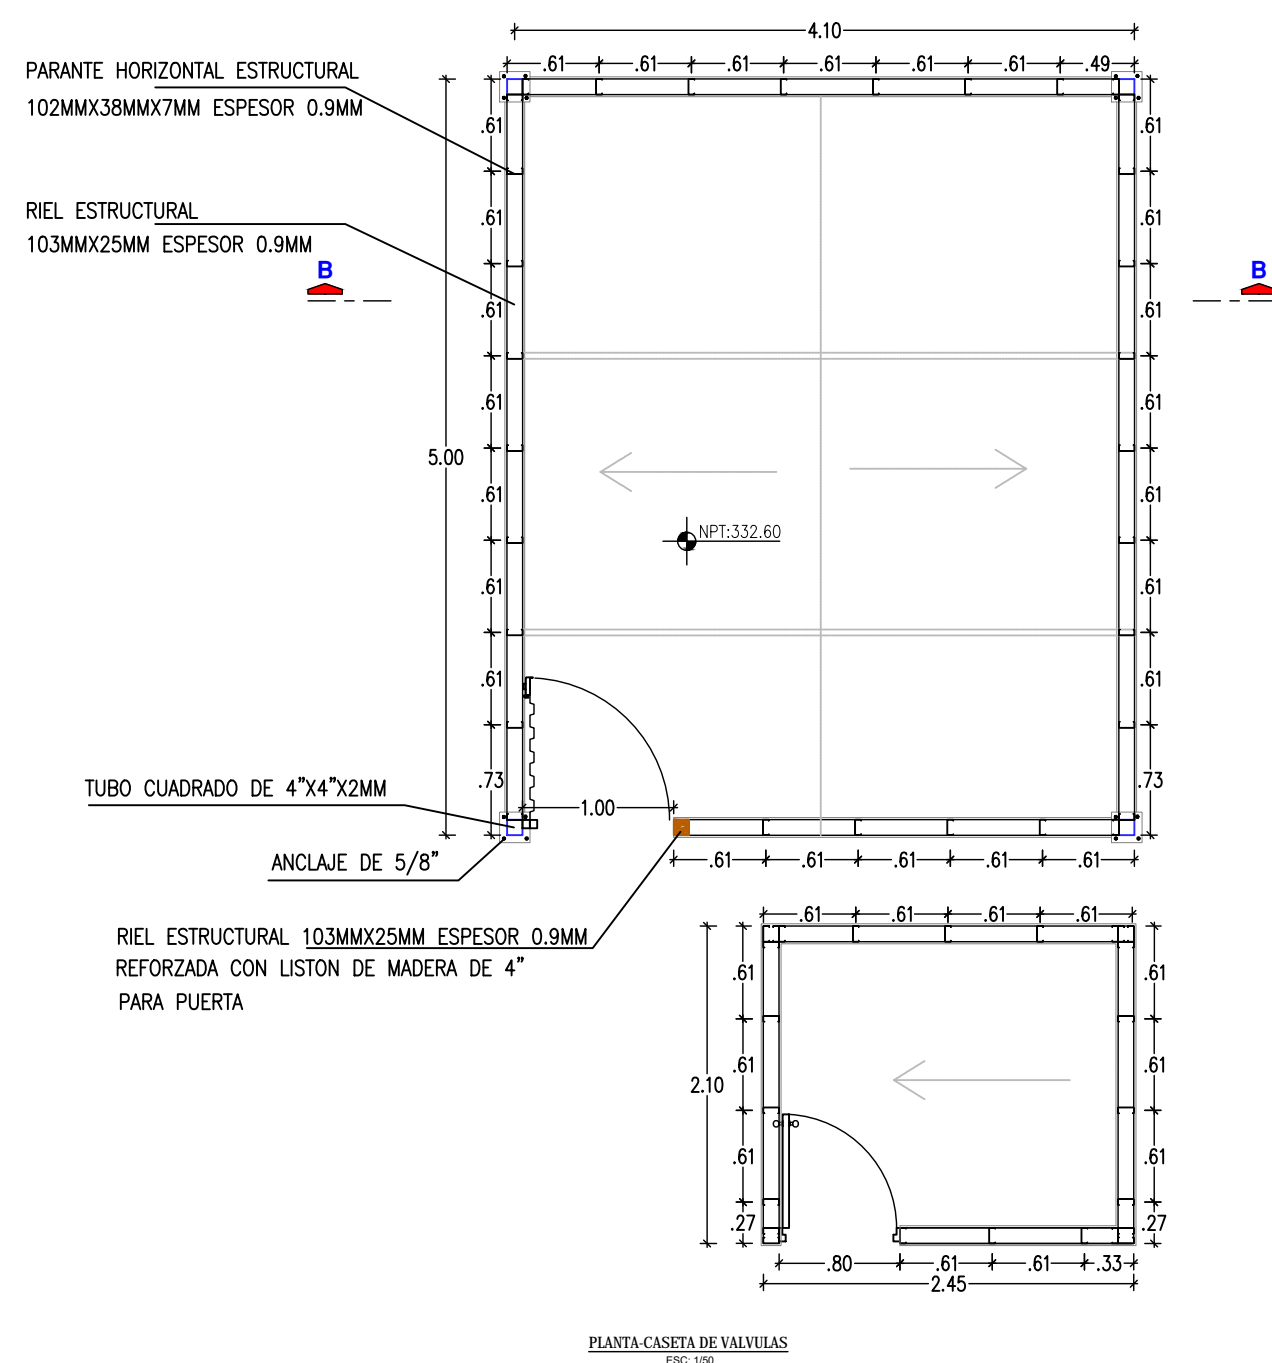 4.10
.61 .61 .61 .61 .61 .61 .49
PARANTE HORIZONTAL ESTRUCTURAL
102MMX38MMX7MM ESPESOR 0.9MM
RIEL ESTRUCTURAL
103MMX25MM ESPESOR 0.9MM
B
B
.61
.61
.61
.61
.61
.61
.61
.73
5.00
.61
.61
.61
.61
.61
.61
.61
.73
NPT:332.60
TUBO CUADRADO DE 4"X4"X2MM
1.00
ANCLAJE DE 5/8"
.61 .61 .61 .61 .61
RIEL ESTRUCTURAL 103MMX25MM ESPESOR 0.9MM
REFORZADA CON LISTON DE MADERA DE 4"
PARA PUERTA
.61 .61 .61 .61
.61
.61
.61
.27
2.10
.61
.61
.61
.27
.80 .61 .61 .33
2.45
PLANTA-CASETA DE VALVULAS
ESC: 1/50